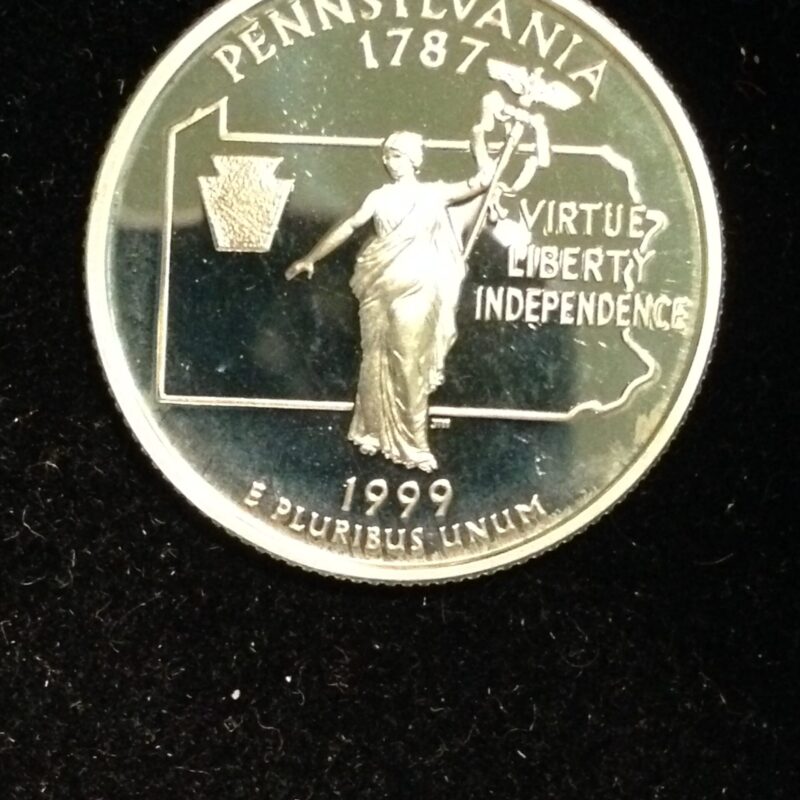 PENNSYLVANIA
1787
VIRTUE
LIBERTY
INDEPENDENCE
1999
E PLURIBUS UNUM